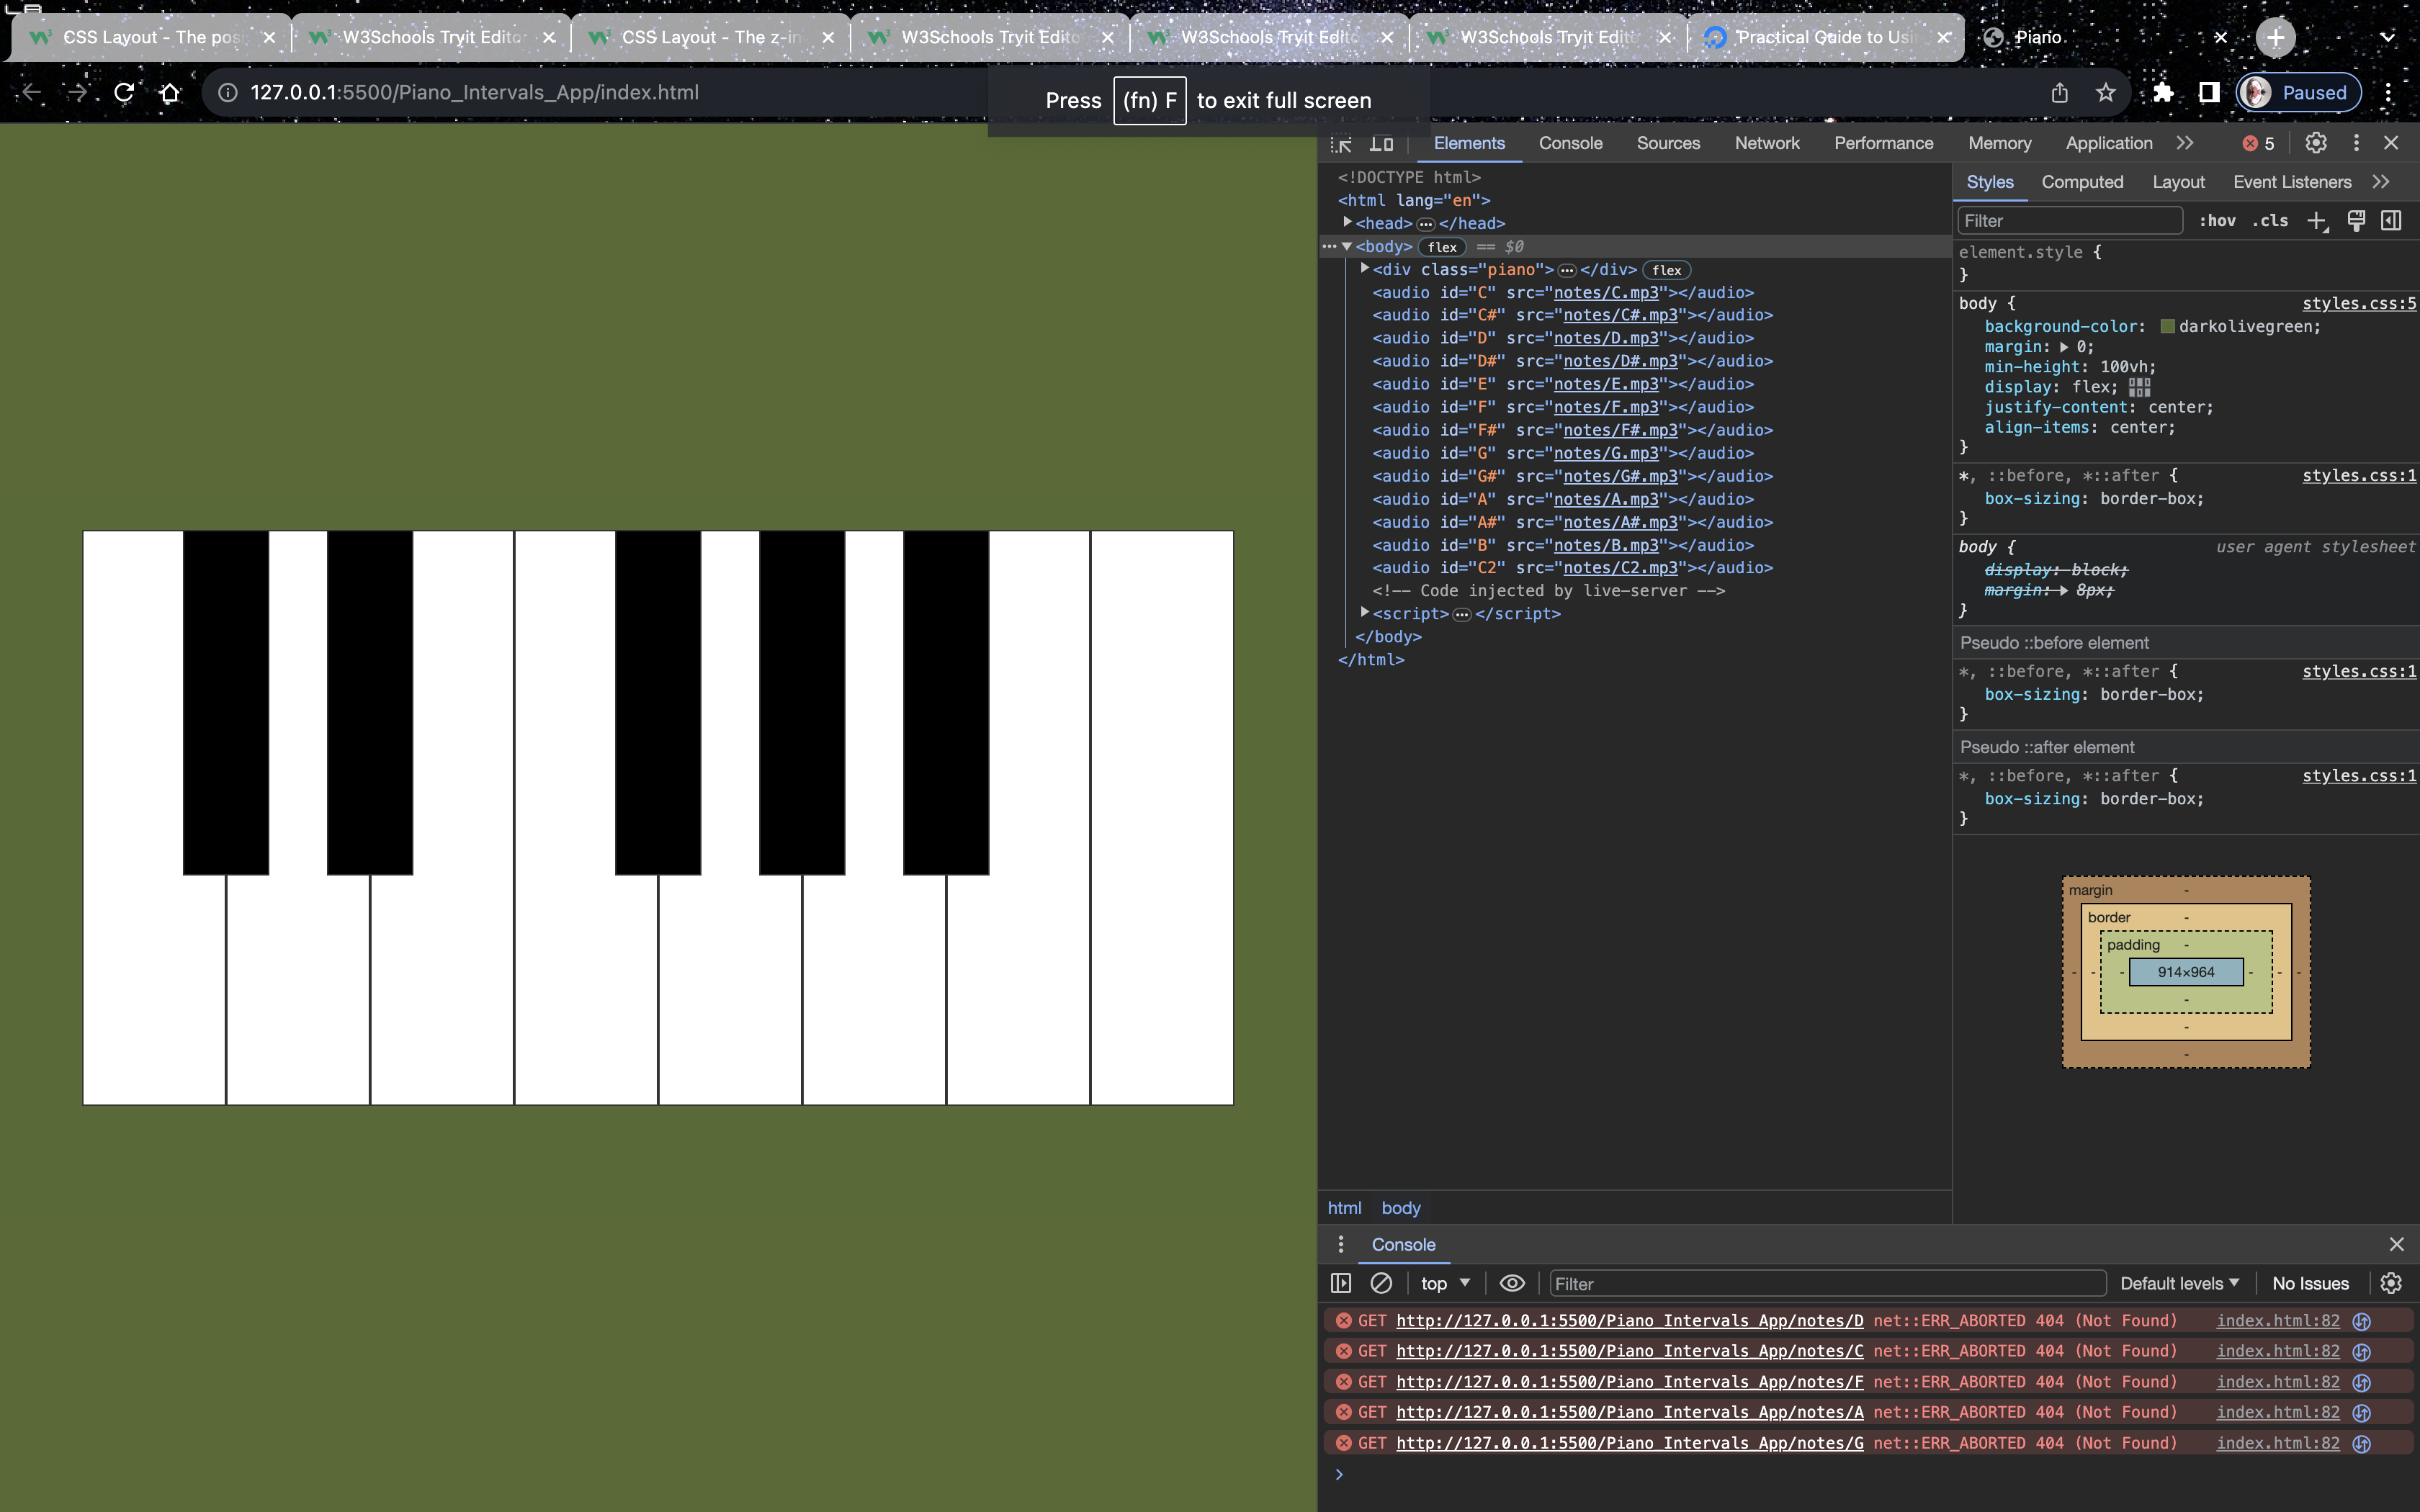 CSS Layout - The pos
W3Schools Tryit Edito
CSS Layout - The z-in
W3Schools Tryit Edito
W3Schools Tryit Edito
W3Schools Tryit Edito
Practical Guide to Usi
Piano
127.0.0.1:5500/Piano_Intervals_App/index.html
Paused
Press (fn) F to exit full screen
Elements Console Sources Network Performance Memory Application 5
<!DOCTYPE html>
<html lang="en">
<head> … </head>
<body> flex == $0
<div class="piano"> … </div> flex
<audio id="C" src="notes/C.mp3"></audio>
<audio id="C#" src="notes/C#.mp3"></audio>
<audio id="D" src="notes/D.mp3"></audio>
<audio id="D#" src="notes/D#.mp3"></audio>
<audio id="E" src="notes/E.mp3"></audio>
<audio id="F" src="notes/F.mp3"></audio>
<audio id="F#" src="notes/F#.mp3"></audio>
<audio id="G" src="notes/G.mp3"></audio>
<audio id="G#" src="notes/G#.mp3"></audio>
<audio id="A" src="notes/A.mp3"></audio>
<audio id="A#" src="notes/A#.mp3"></audio>
<audio id="B" src="notes/B.mp3"></audio>
<audio id="C2" src="notes/C2.mp3"></audio>
<!-- Code injected by live-server -->
<script> … </script>
</body>
</html>
html body
Styles Computed Layout Event Listeners
Filter :hov .cls
element.style {
}
body { styles.css:5
background-color: darkolivegreen;
margin: 0;
min-height: 100vh;
display: flex;
justify-content: center;
align-items: center;
}
*, ::before, *::after { styles.css:1
box-sizing: border-box;
}
body { user agent stylesheet
display: block;
margin: 8px;
}
Pseudo ::before element
*, ::before, *::after { styles.css:1
box-sizing: border-box;
}
Pseudo ::after element
*, ::before, *::after { styles.css:1
box-sizing: border-box;
}
margin -
border -
padding -
- - - 914×964 - - -
-
-
-
Console
top Filter Default levels No Issues
GET http://127.0.0.1:5500/Piano_Intervals_App/notes/D net::ERR_ABORTED 404 (Not Found) index.html:82
GET http://127.0.0.1:5500/Piano_Intervals_App/notes/C net::ERR_ABORTED 404 (Not Found) index.html:82
GET http://127.0.0.1:5500/Piano_Intervals_App/notes/F net::ERR_ABORTED 404 (Not Found) index.html:82
GET http://127.0.0.1:5500/Piano_Intervals_App/notes/A net::ERR_ABORTED 404 (Not Found) index.html:82
GET http://127.0.0.1:5500/Piano_Intervals_App/notes/G net::ERR_ABORTED 404 (Not Found) index.html:82